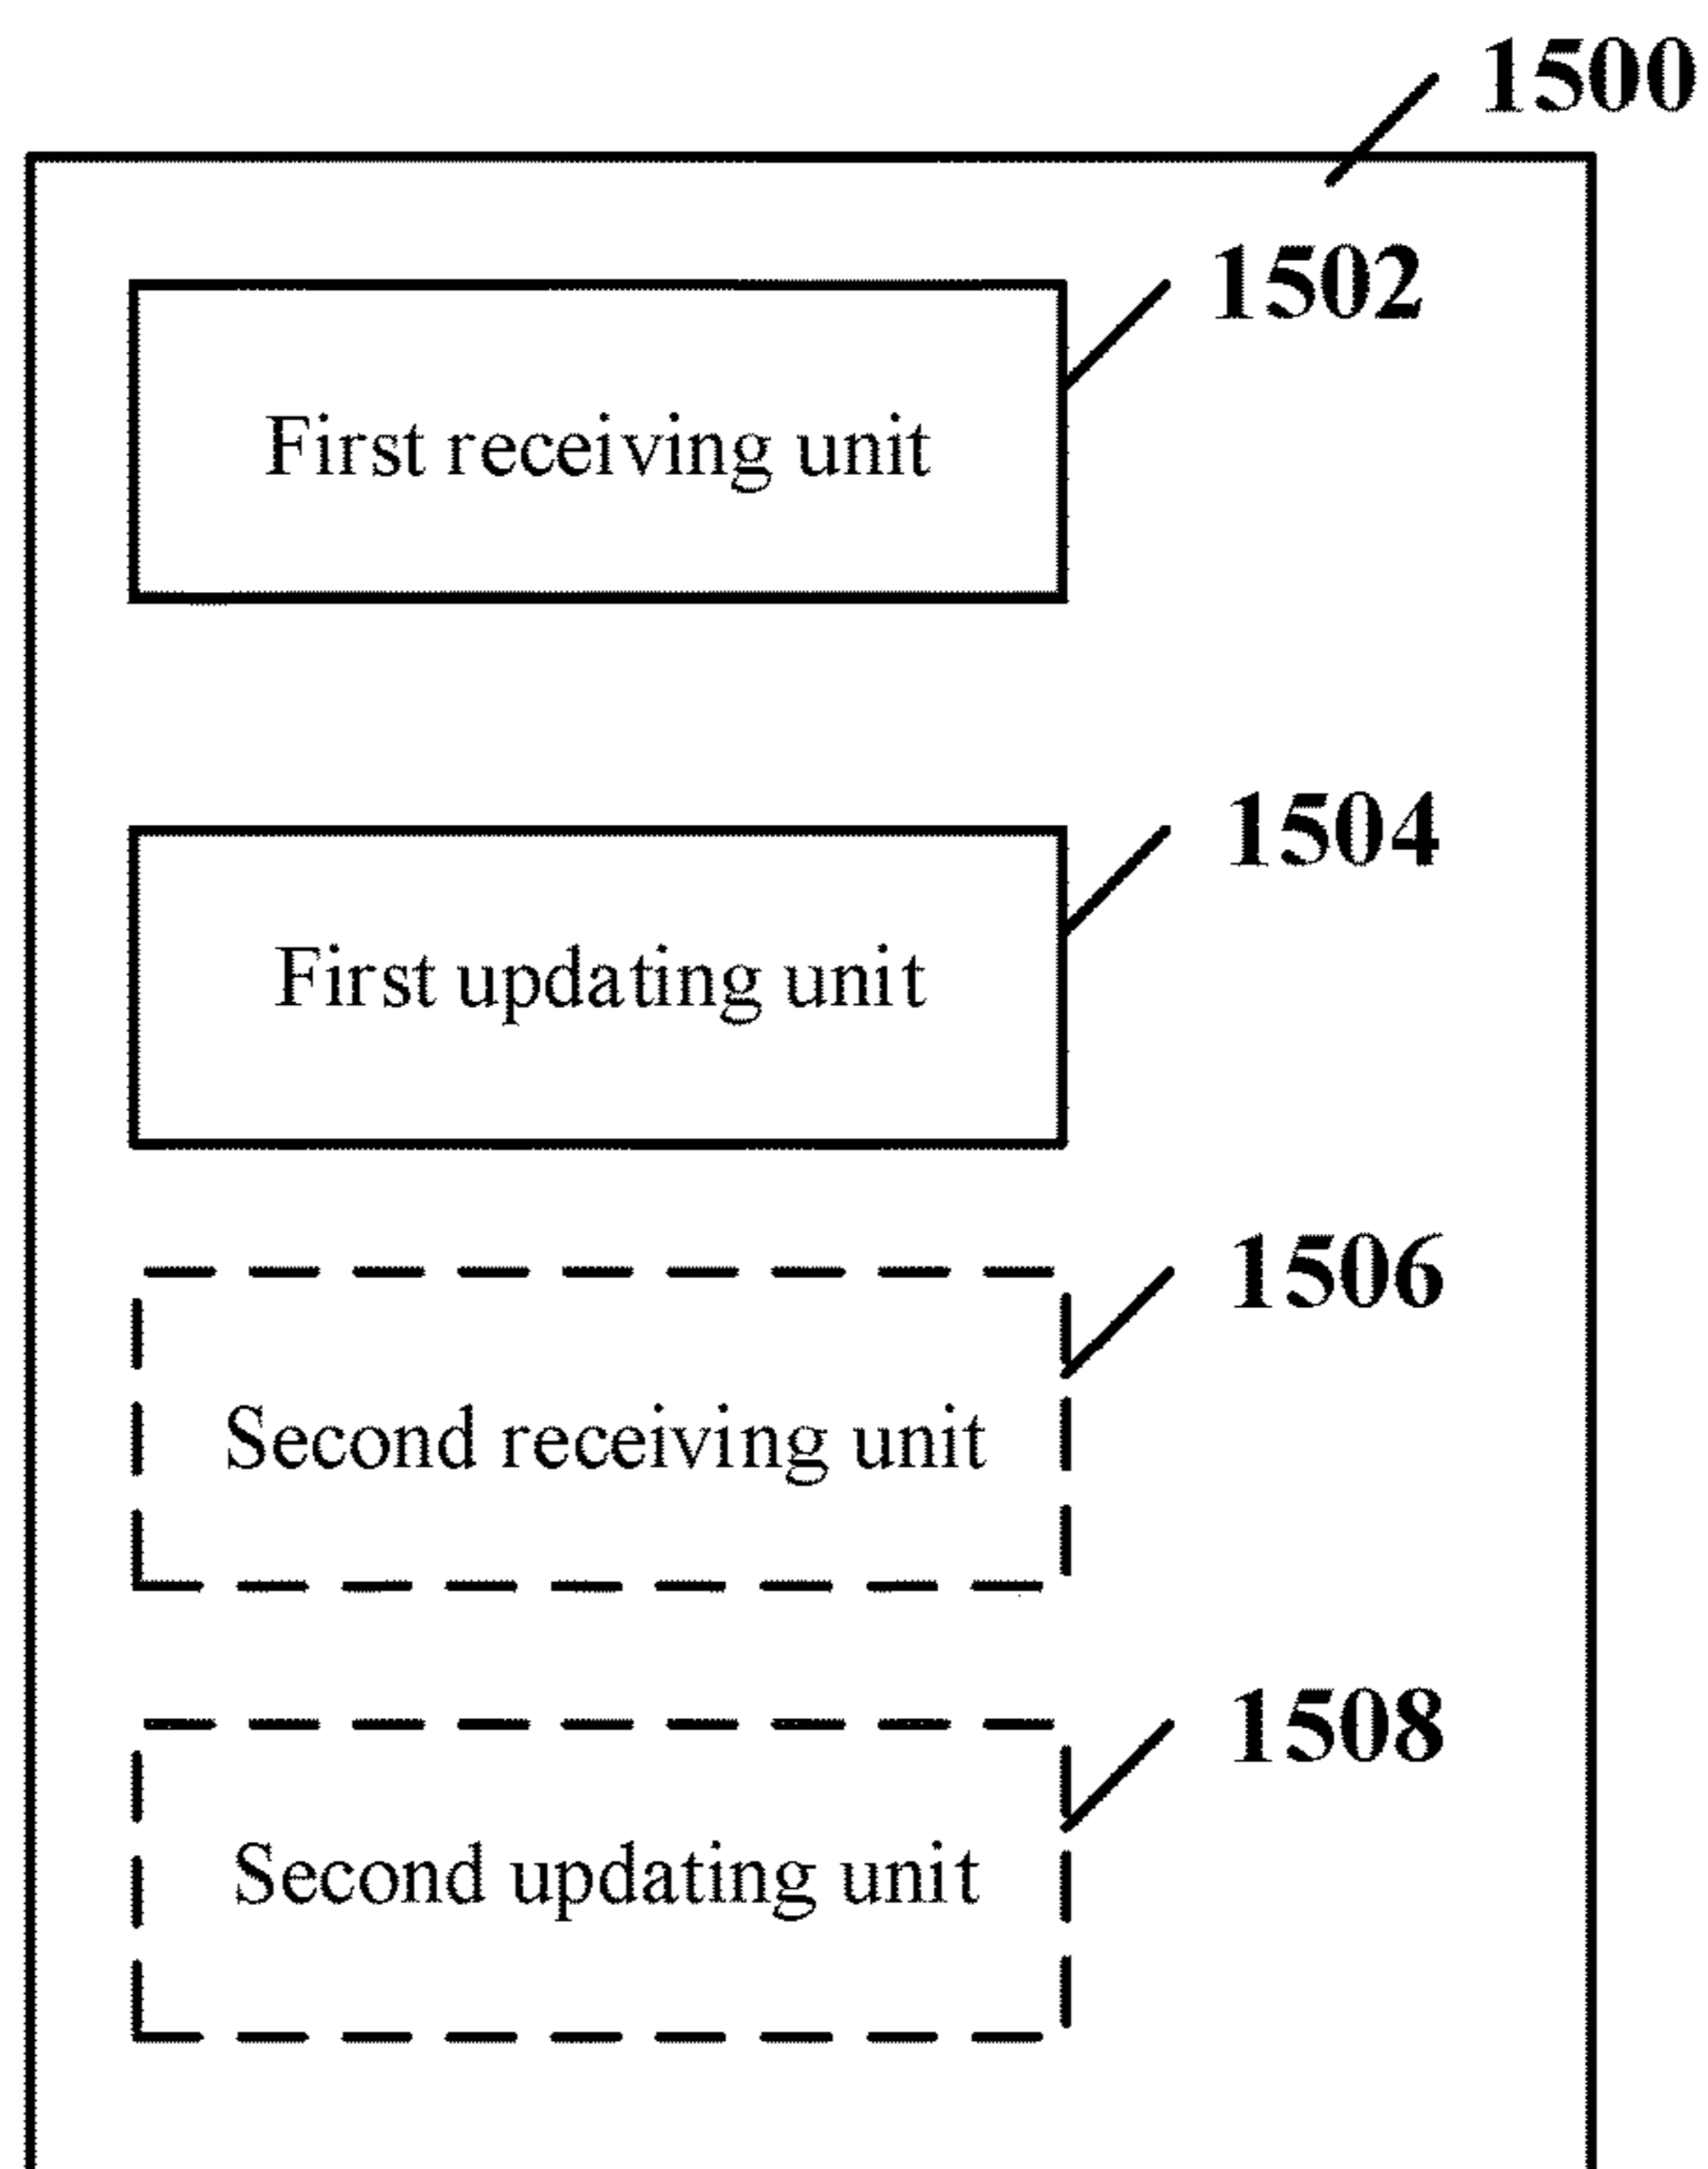 1500
1502
First receiving unit
1504
First updating unit
1506
Second receiving unit
1508
Second updating unit